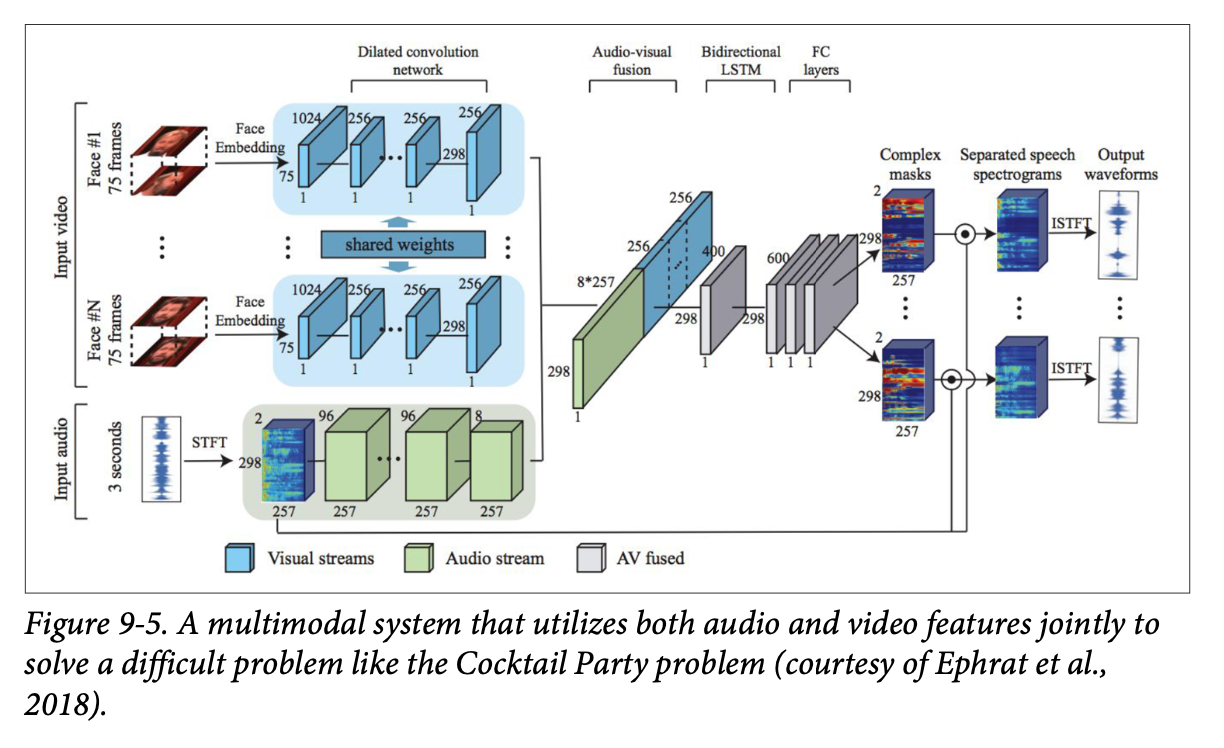 Dilated convolution
network
Audio-visual
fusion
Bidirectional
LSTM
FC
layers
Input video
Face #1
75 frames
Face
Embedding
1024
256
256
256
75
298
1
1
1
1
shared weights
Face #N
75 frames
Face
Embedding
1024
256
256
256
75
298
1
1
1
1
Input audio
3 seconds
STFT
2
96
96
8
298
257
257
257
257
256
256
8*257
298
1
400
298
1
600
298
1
1
1
Complex
masks
2
298
257
2
298
257
Separated speech
spectrograms
Output
waveforms
ISTFT
ISTFT
Visual streams
Audio stream
AV fused
Figure 9-5. A multimodal system that utilizes both audio and video features jointly to
solve a difficult problem like the Cocktail Party problem (courtesy of Ephrat et al.,
2018).